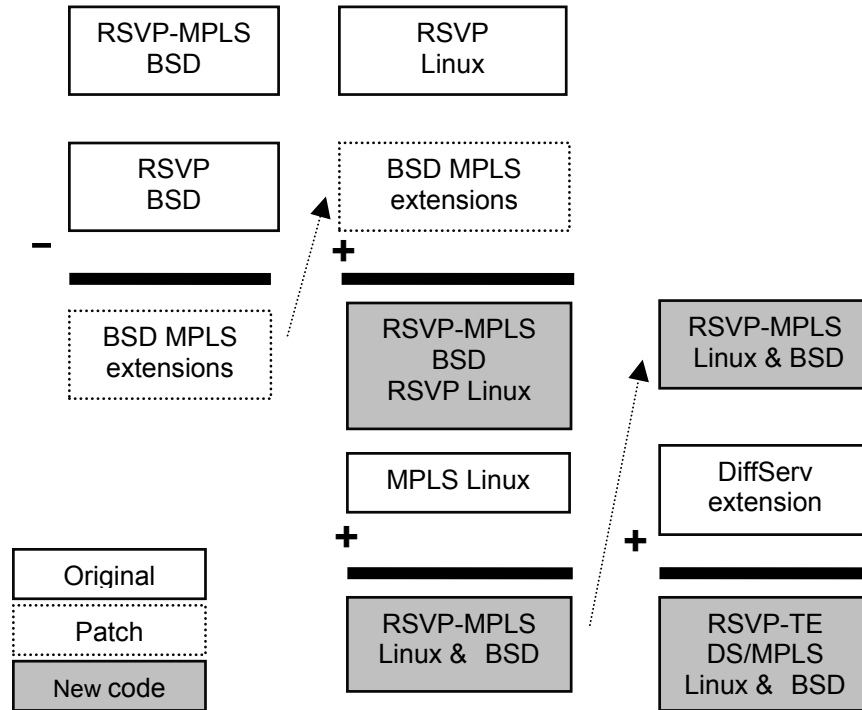 RSVP-MPLS
BSD
RSVP
BSD
−
BSD MPLS
extensions
RSVP
Linux
BSD MPLS
extensions
+
RSVP-MPLS
BSD
RSVP Linux
MPLS Linux
+
RSVP-MPLS
Linux & BSD
RSVP-MPLS
Linux & BSD
DiffServ
extension
+
RSVP-TE
DS/MPLS
Linux & BSD
Original
Patch
New code